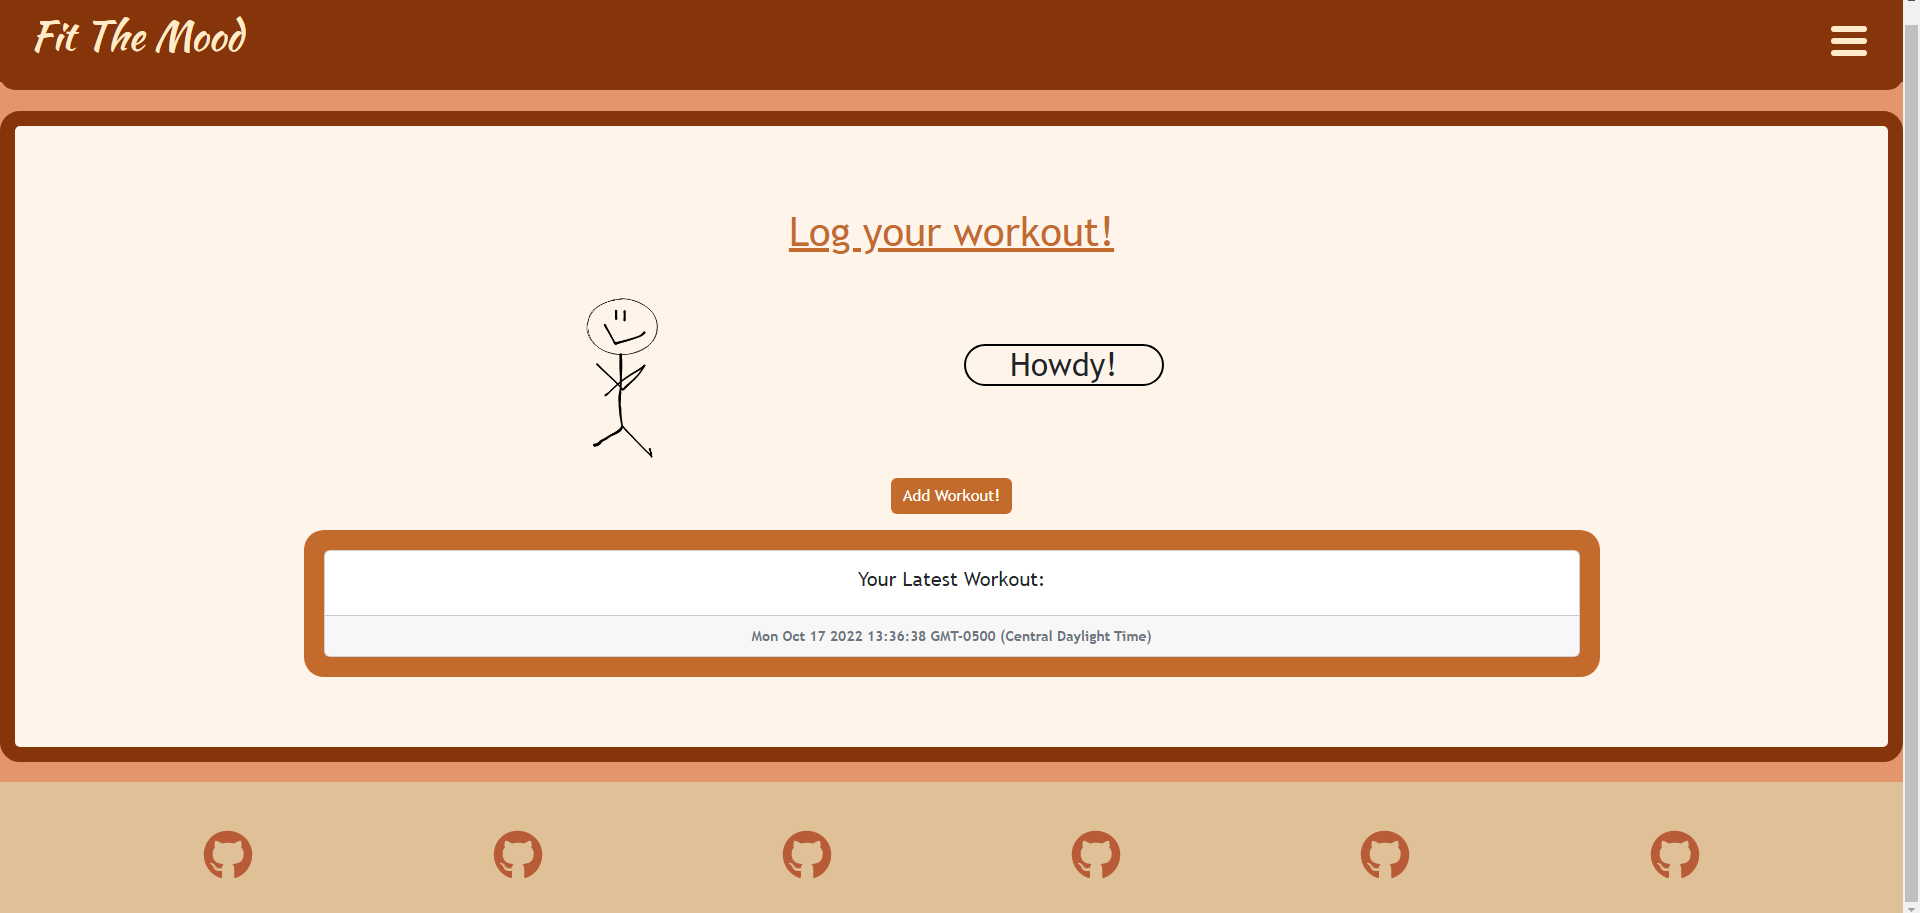 Fit The Mood
Log your workout!
Howdy!
Add Workout!
Your Latest Workout:
Mon Oct 17 2022 13:36:38 GMT-0500 (Central Daylight Time)